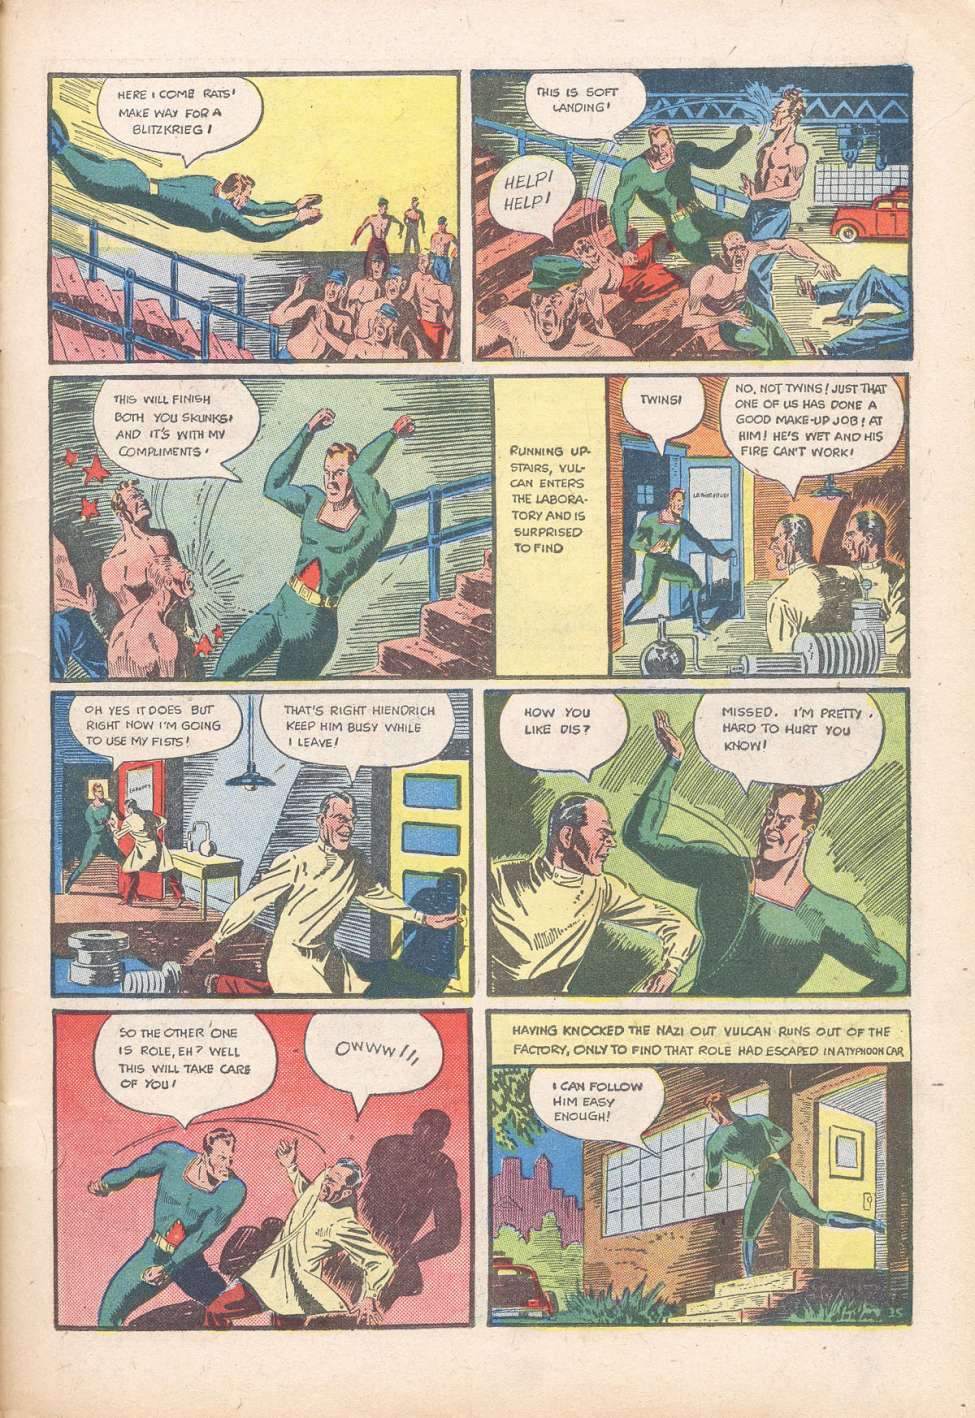 HERE I COME RATS!
MAKE WAY FOR A
BLITZKRIEG!
THIS IS SOFT
LANDING!
HELP!
HELP!
THIS WILL FINISH
BOTH YOU SKUNKS!
AND IT'S WITH MY
COMPLIMENTS!
RUNNING UP-
STAIRS, VUL-
CAN ENTERS
THE LABORA-
TORY AND IS
SURPRISED
TO FIND
TWINS!
NO, NOT TWINS! JUST THAT
ONE OF US HAS DONE A
GOOD MAKE-UP JOB! AT
HIM! HE'S WET AND HIS
FIRE CAN'T WORK!
OH YES IT DOES BUT
RIGHT NOW I'M GOING
TO USE MY FISTS!
THAT'S RIGHT HIENDRICH
KEEP HIM BUSY WHILE
I LEAVE!
HOW YOU
LIKE DIS?
MISSED. I'M PRETTY
HARD TO HURT YOU
KNOW!
SO THE OTHER ONE
IS ROLE, EH? WELL
THIS WILL TAKE CARE
OF YOU!
OWWW!!!
HAVING KNOCKED THE NAZI OUT VULCAN RUNS OUT OF THE
FACTORY, ONLY TO FIND THAT ROLE HAD ESCAPED IN A TYPHOON CAR
I CAN FOLLOW
HIM EASY
ENOUGH!
25